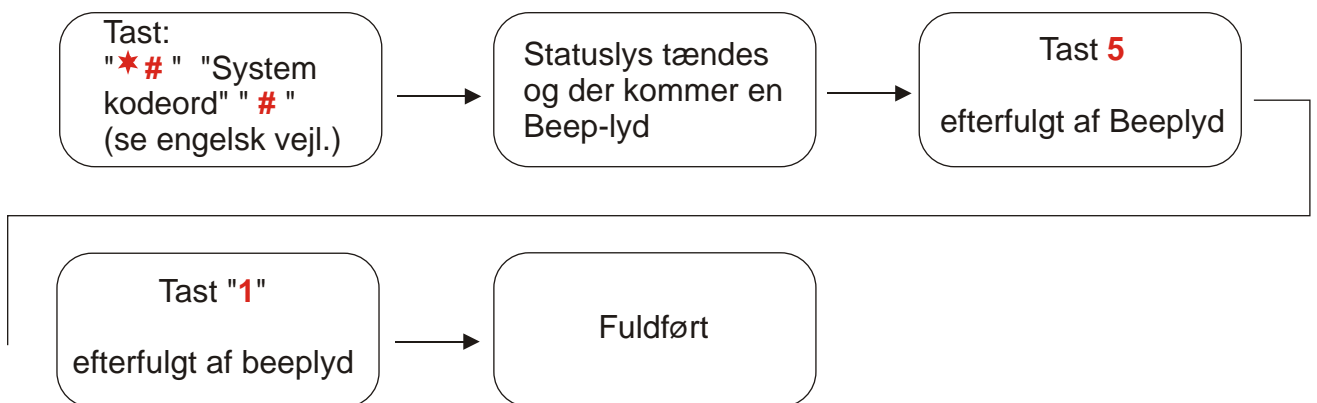 Tast:
"✶ # " "System
kodeord" " # "
(se engelsk vejl.)
Statuslys tændes
og der kommer en
Beep-lyd
Tast 5
efterfulgt af Beeplyd
Tast "1"
efterfulgt af beeplyd
Fuldført